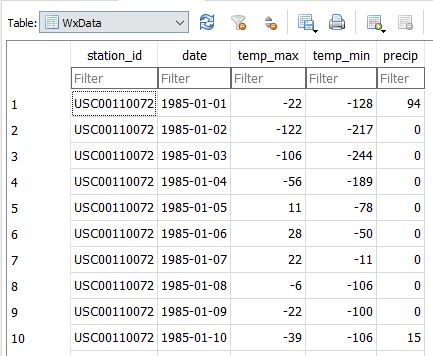 Table: WxData
station_id date temp_max temp_min precip
Filter Filter Filter Filter Filter
1 USC00110072 1985-01-01 -22 -128 94
2 USC00110072 1985-01-02 -122 -217 0
3 USC00110072 1985-01-03 -106 -244 0
4 USC00110072 1985-01-04 -56 -189 0
5 USC00110072 1985-01-05 11 -78 0
6 USC00110072 1985-01-06 28 -50 0
7 USC00110072 1985-01-07 22 -11 0
8 USC00110072 1985-01-08 -6 -106 0
9 USC00110072 1985-01-09 -22 -100 0
10 USC00110072 1985-01-10 -39 -106 15